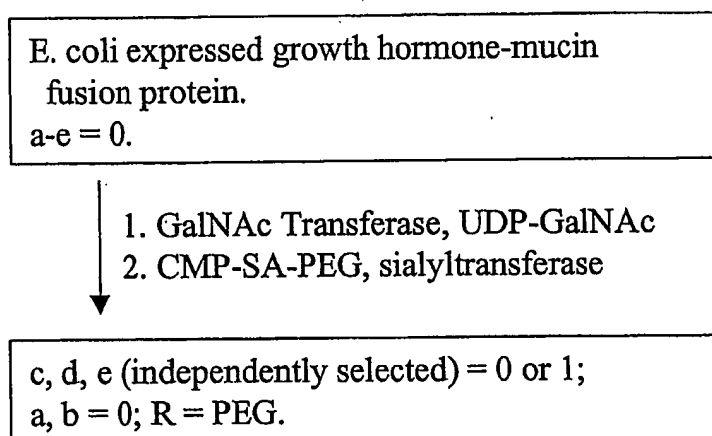 E. coli expressed growth hormone-mucin
fusion protein.
a-e = 0.
1. GalNAc Transferase, UDP-GalNAc
2. CMP-SA-PEG, sialyltransferase
c, d, e (independently selected) = 0 or 1;
a, b = 0; R = PEG.